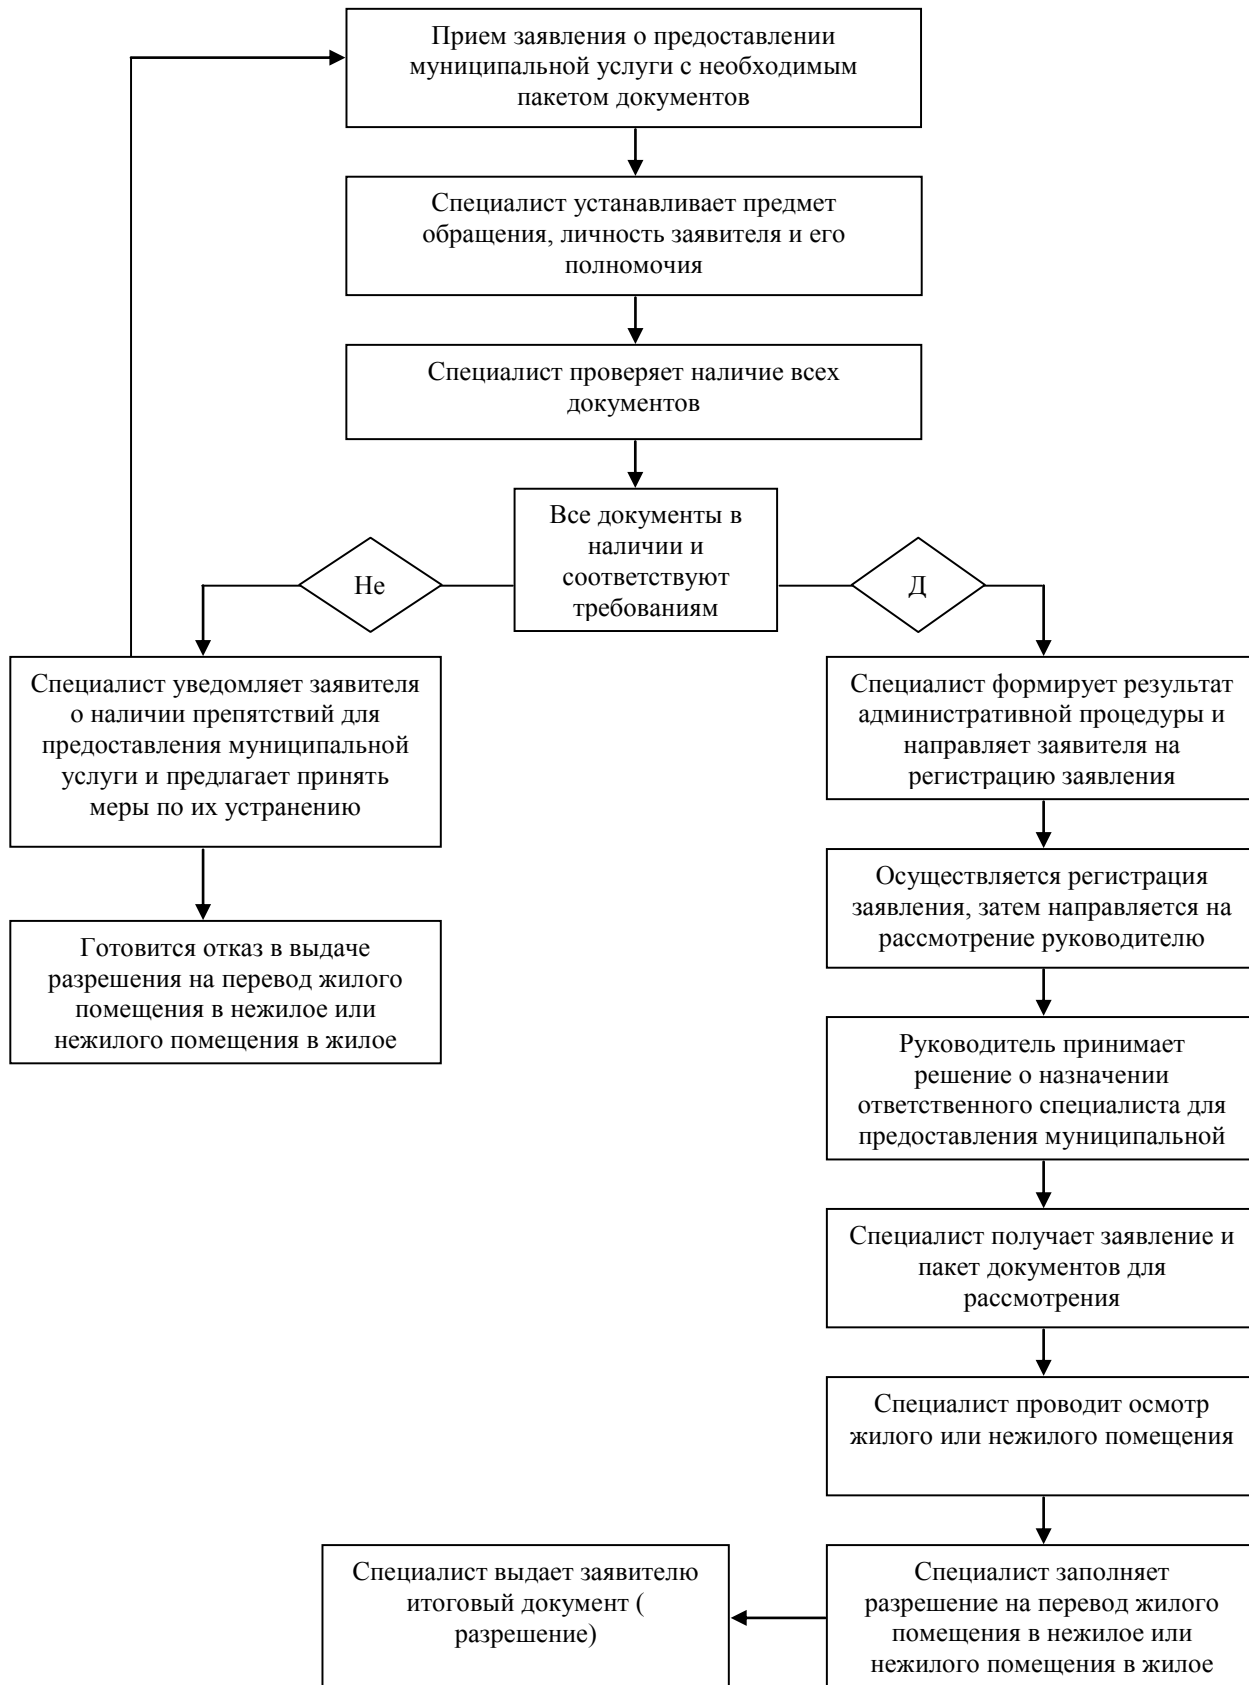 Прием заявления о предоставлении
муниципальной услуги с необходимым
пакетом документов
Специалист устанавливает предмет
обращения, личность заявителя и его
полномочия
Специалист проверяет наличие всех
документов
Все документы в
наличии и
соответствуют
требованиям
Не
Д
Специалист уведомляет заявителя
о наличии препятствий для
предоставления муниципальной
услуги и предлагает принять
меры по их устранению
Готовится отказ в выдаче
разрешения на перевод жилого
помещения в нежилое или
нежилого помещения в жилое
Специалист формирует результат
административной процедуры и
направляет заявителя на
регистрацию заявления
Осуществляется регистрация
заявления, затем направляется на
рассмотрение руководителю
Руководитель принимает
решение о назначении
ответственного специалиста для
предоставления муниципальной
Специалист получает заявление и
пакет документов для
рассмотрения
Специалист проводит осмотр
жилого или нежилого помещения
Специалист заполняет
разрешение на перевод жилого
помещения в нежилое или
нежилого помещения в жилое
Специалист выдает заявителю
итоговый документ (
разрешение)